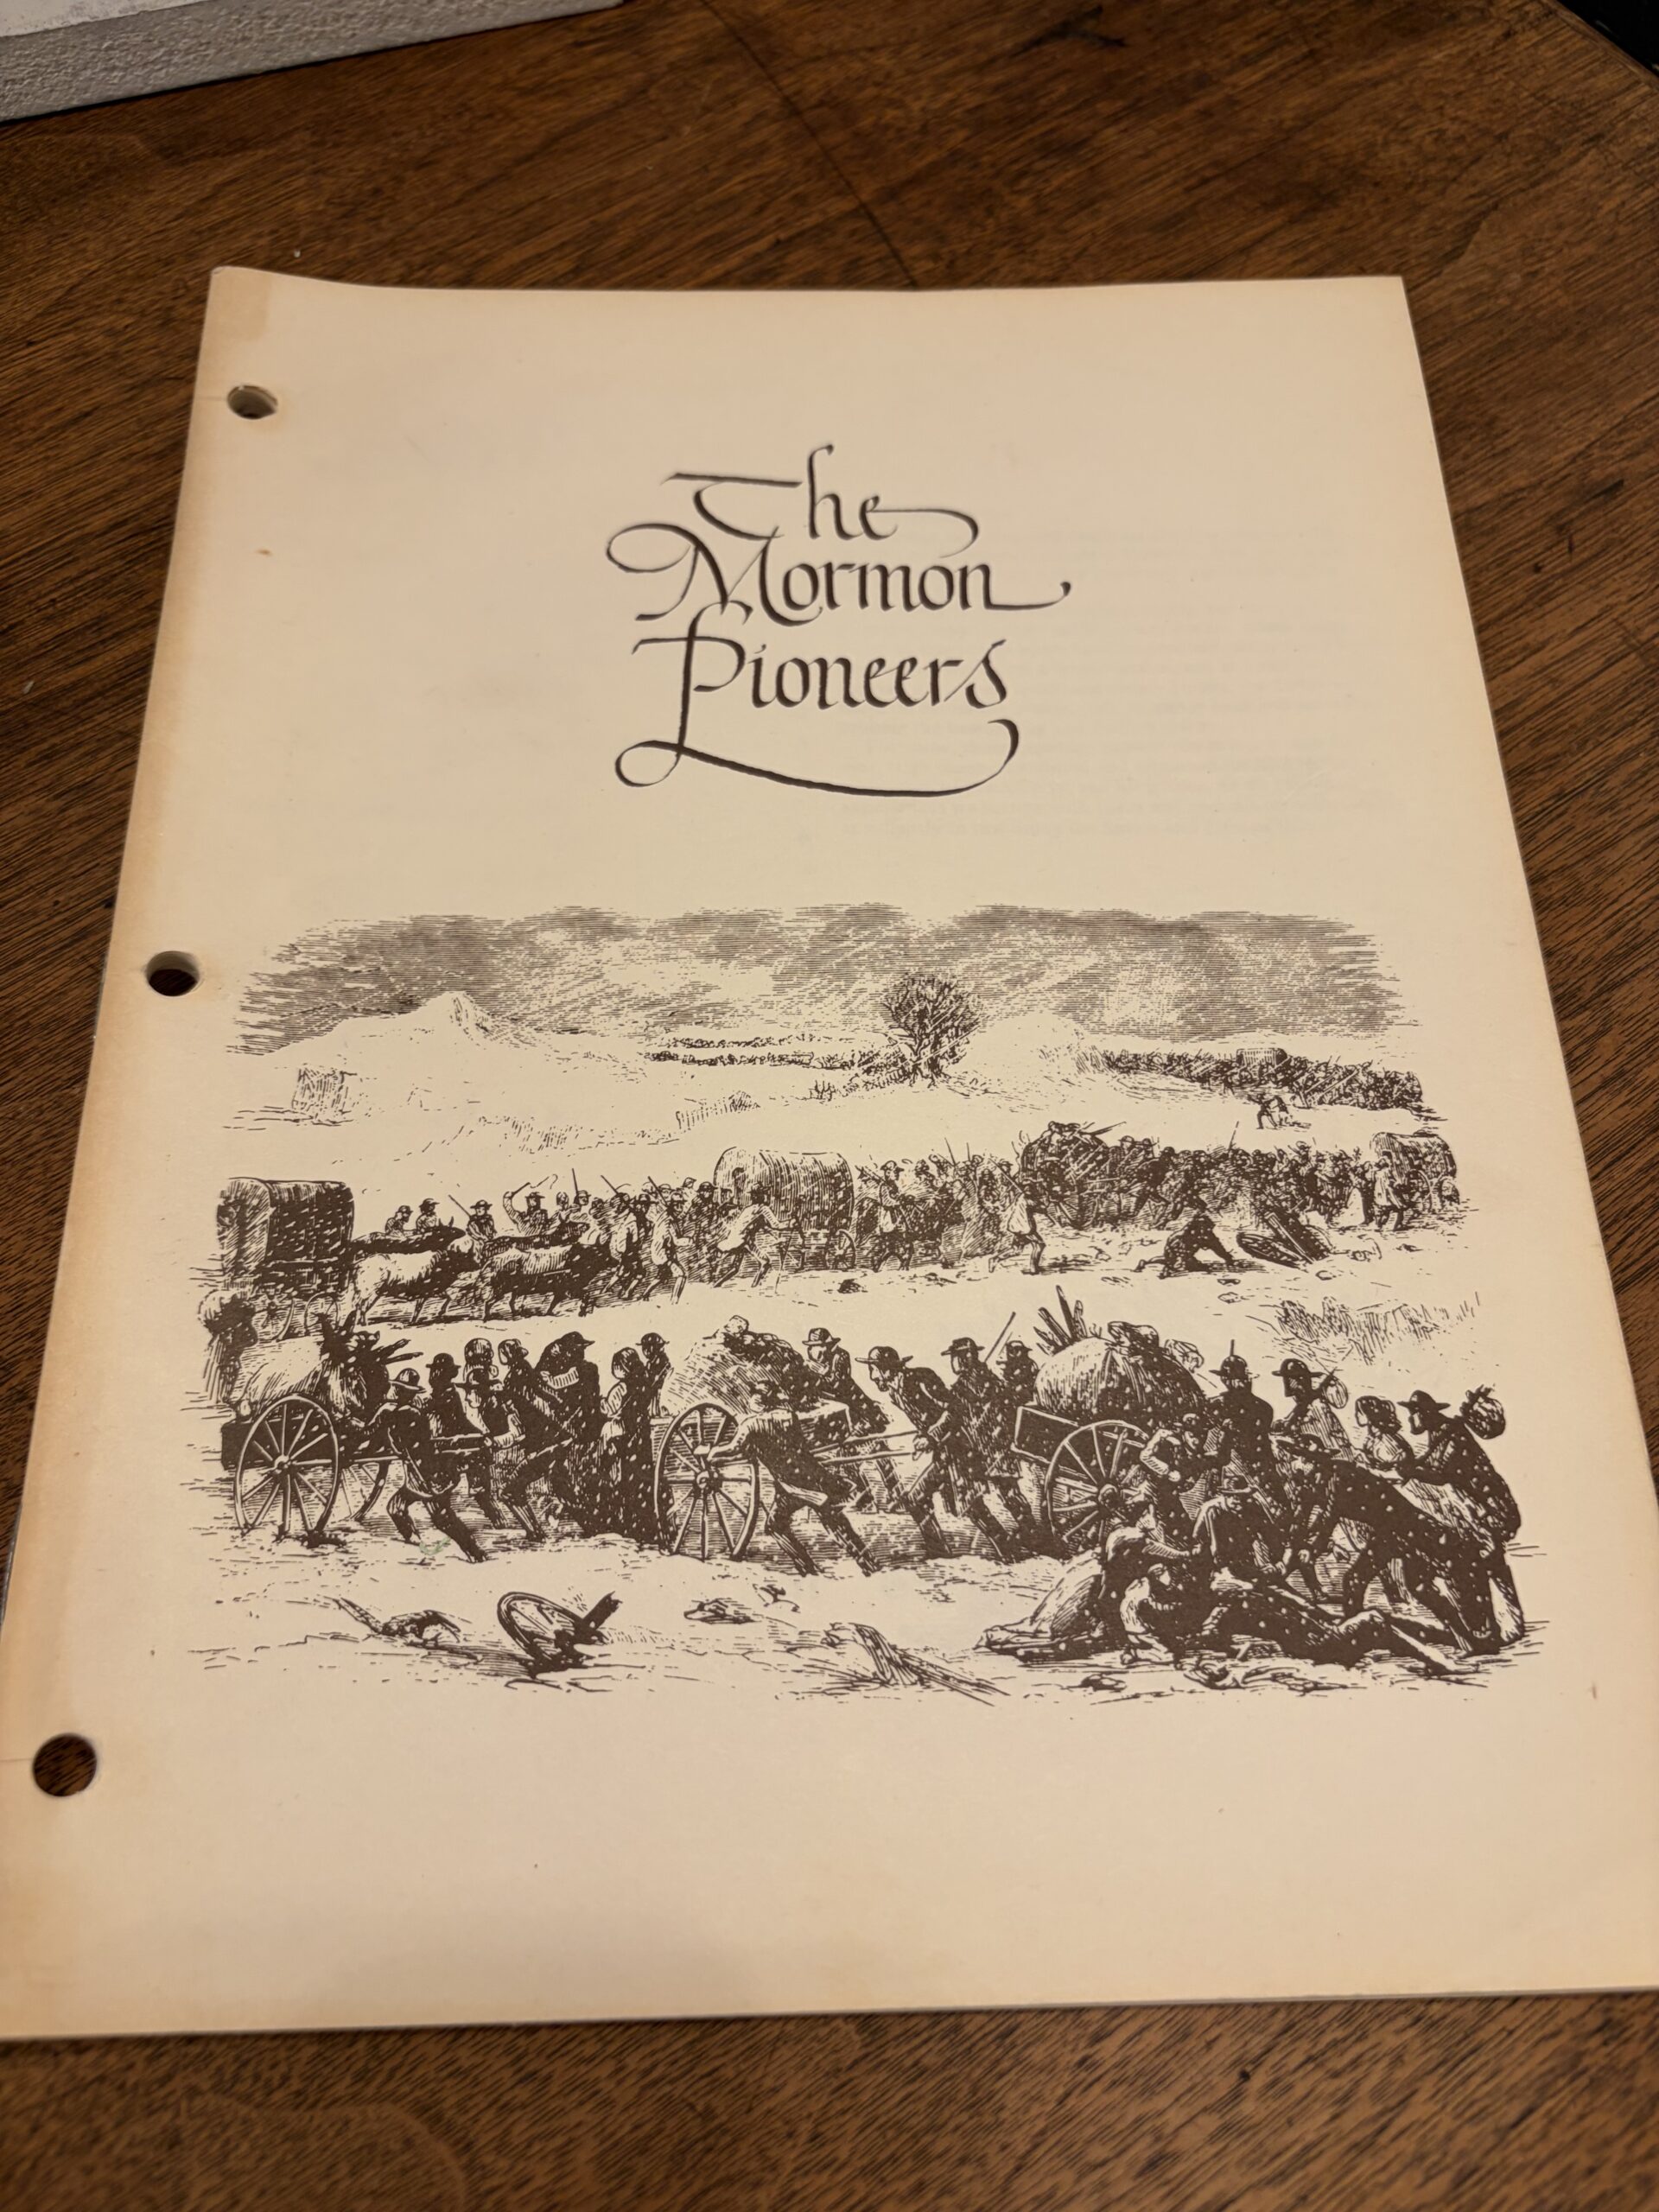 The
Mormon
Pioneers